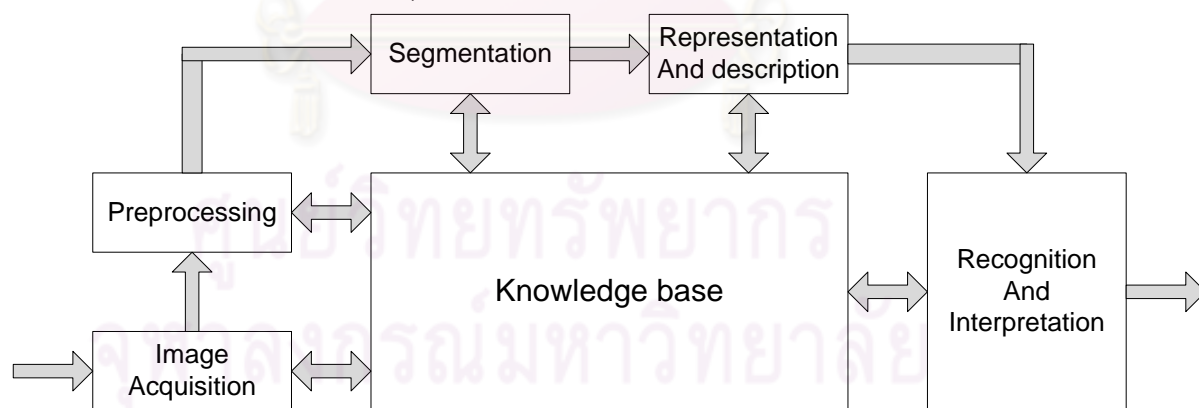 Segmentation
Representation
And description
Preprocessing
Knowledge base
Recognition
And
Interpretation
Image
Acquisition
ศูนย์วิทยทรัพยากร
จุฬาลงกรณ์มหาวิทยาลัย